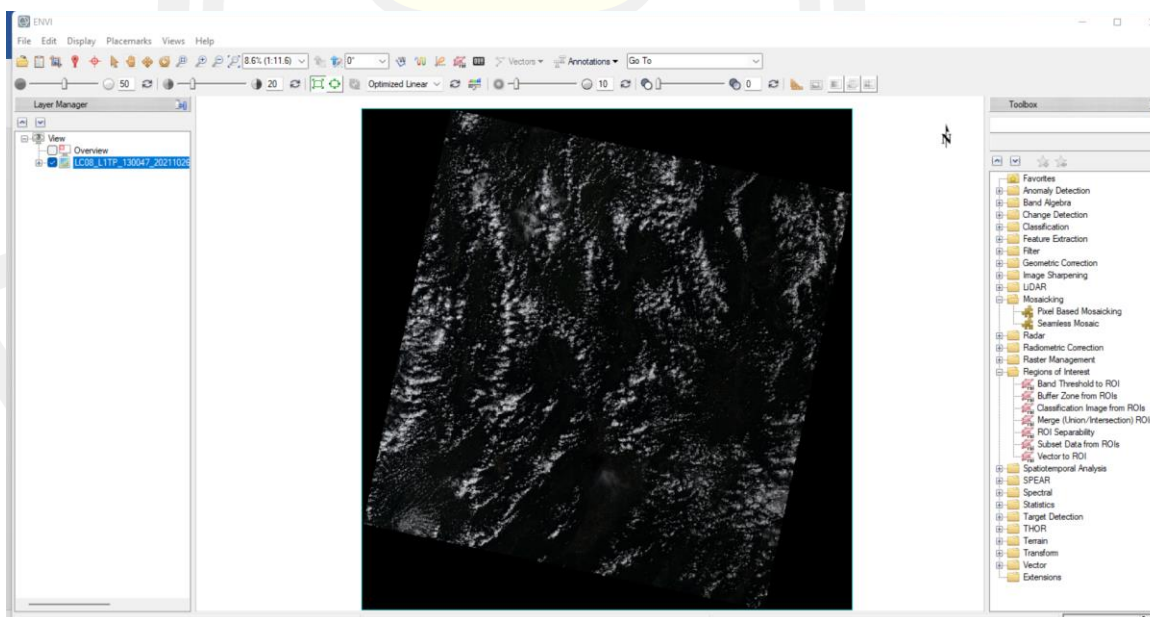 ENVI
File Edit Display Placemarks Views Help
8.6% (1:11.6) 0° Vectors Annotations Go To
50 20 Optimized Linear 10 0
Layer Manager
View
Overview
LC08_L1TP_130047_20211026
N
Toolbox
Favorites
Anomaly Detection
Band Algebra
Change Detection
Classification
Feature Extraction
Filter
Geometric Correction
Image Sharpening
LiDAR
Mosaicking
Pixel Based Mosaicking
Seamless Mosaic
Radar
Radiometric Correction
Raster Management
Regions of Interest
Band Threshold to ROI
Buffer Zone from ROIs
Classification Image from ROIs
Merge (Union/Intersection) ROI
ROI Separability
Subset Data from ROIs
Vector to ROI
Spatiotemporal Analysis
SPEAR
Spectral
Statistics
Target Detection
THOR
Terrain
Transform
Vector
Extensions